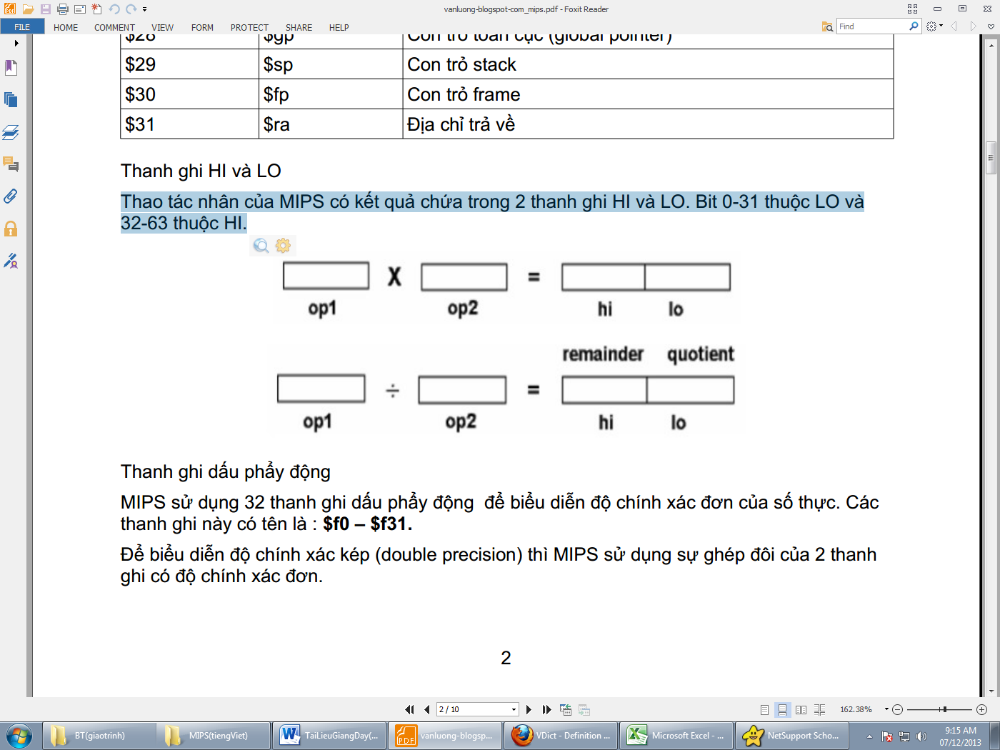 vanluong-blogspot-com_mips.pdf - Foxit Reader
FILE HOME COMMENT VIEW FORM PROTECT SHARE HELP Find
$28 $gp Con trỏ toàn cục (global pointer)
$29 $sp Con trỏ stack
$30 $fp Con trỏ frame
$31 $ra Địa chỉ trả về
Thanh ghi HI và LO
Thao tác nhân của MIPS có kết quả chứa trong 2 thanh ghi HI và LO. Bit 0-31 thuộc LO và
32-63 thuộc HI.
X =
op1 op2 hi lo
remainder quotient
÷ =
op1 op2 hi lo
Thanh ghi dấu phẩy động
MIPS sử dụng 32 thanh ghi dấu phẩy động để biểu diễn độ chính xác đơn của số thực. Các
thanh ghi này có tên là : $f0 – $f31.
Để biểu diễn độ chính xác kép (double precision) thì MIPS sử dụng sự ghép đôi của 2 thanh
ghi có độ chính xác đơn.
2
2 / 10 162.38%
BT(giaotrinh) MIPS(tiengViet) TaiLieuGiangDay(... vanluong-blogsp... VDict - Definition ... Microsoft Excel - ... NetSupport Scho... 9:15 AM
07/12/2013